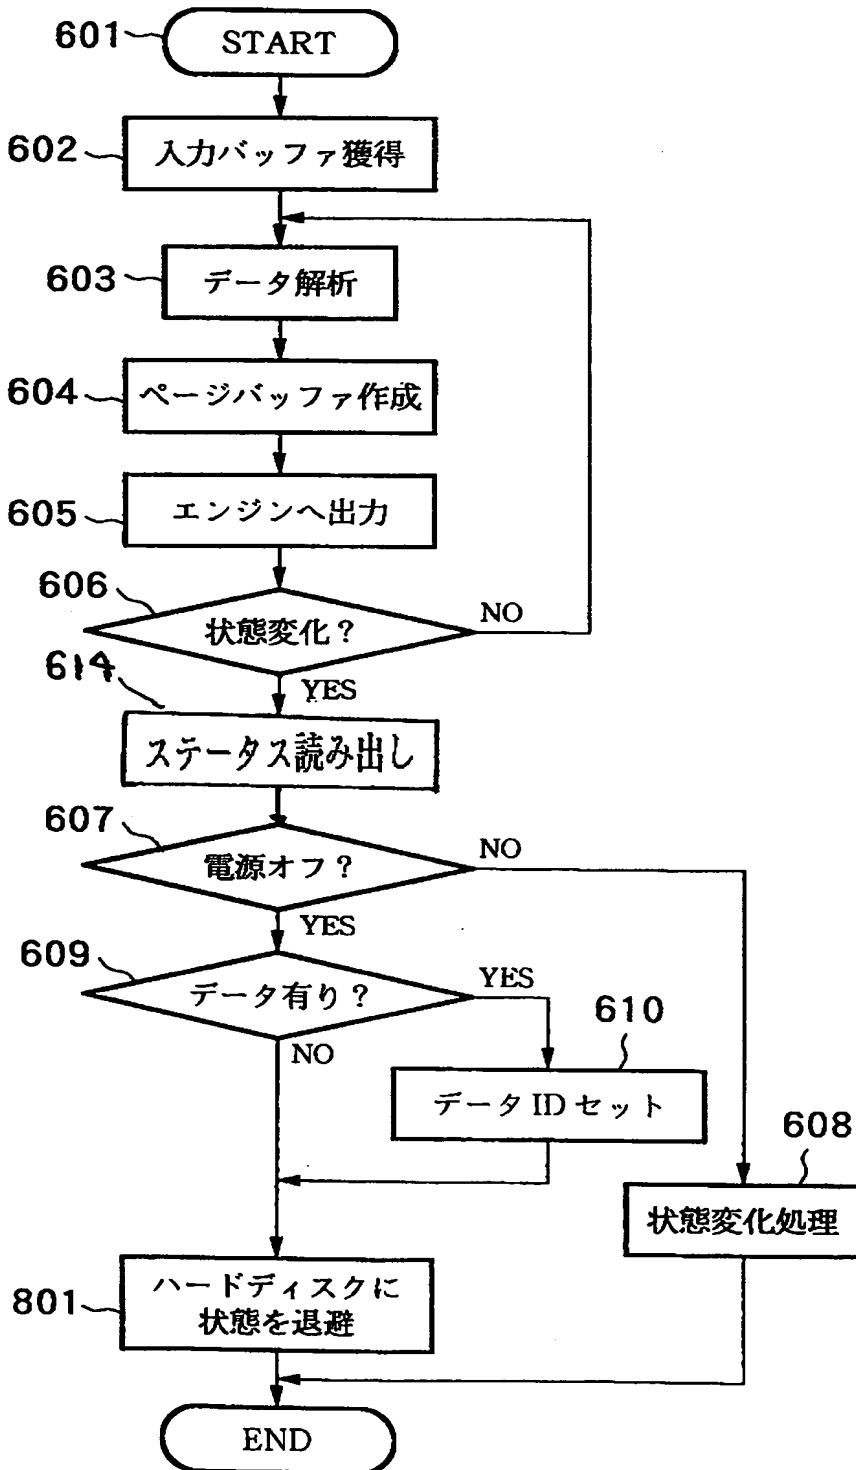 601
START
602
入力バッファ獲得
603
データ解析
604
ページバッファ作成
605
エンジンへ出力
606
状態変化？
NO
YES
614
ステータス読み出し
607
電源オフ？
NO
YES
609
データ有り？
YES
NO
610
データ ID セット
608
状態変化処理
801
ハードディスクに
状態を退避
END